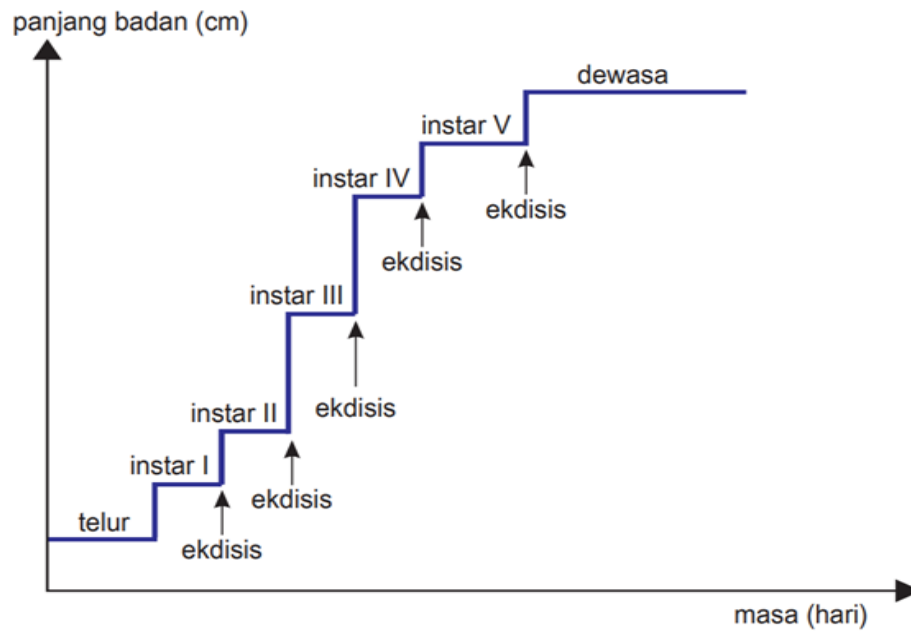 panjang badan (cm)
dewasa
instar V
instar IV
ekdisis
ekdisis
instar III
ekdisis
instar II
instar I
ekdisis
telur
ekdisis
masa (hari)